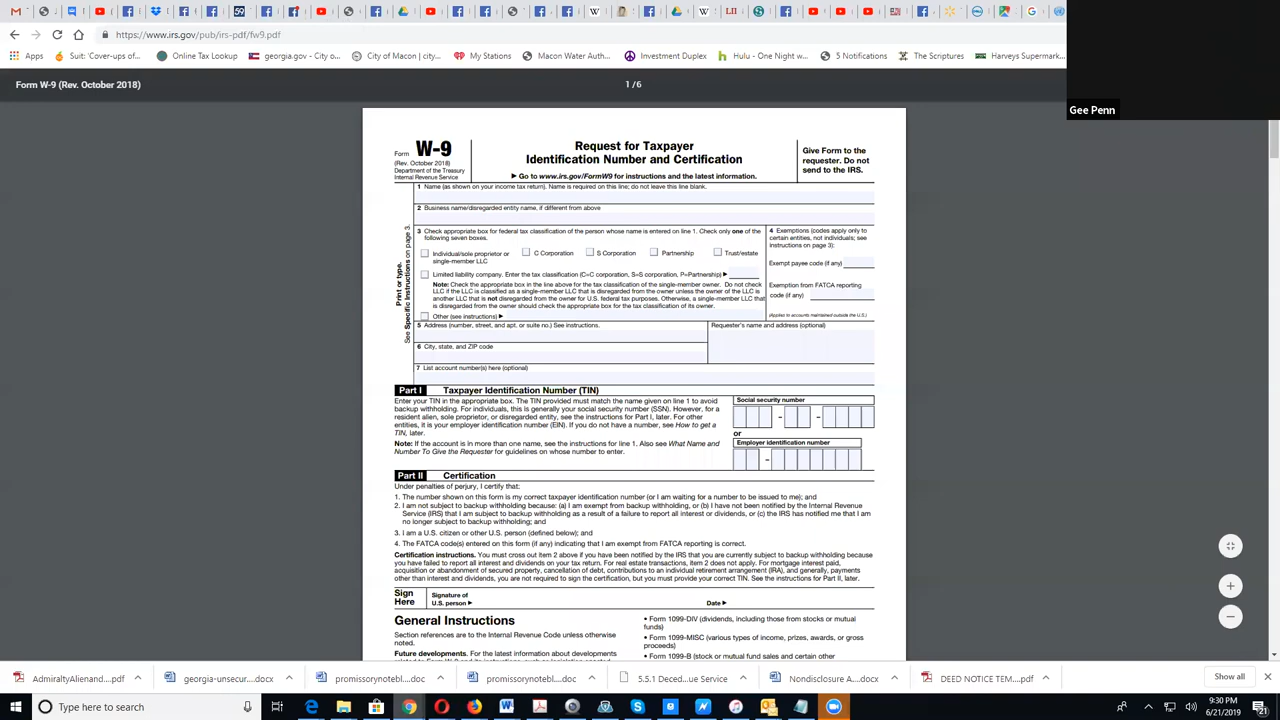 https://www.irs.gov/pub/irs-pdf/fw9.pdf
Apps
Suit: 'Cover-ups of...
Online Tax Lookup
georgia.gov - City o...
City of Macon | city...
My Stations
Macon Water Auth...
Investment Duplex
Hulu - One Night w...
5 Notifications
The Scriptures
Harveys Supermark...
Gee Penn
Form W-9 (Rev. October 2018)
1 / 6
Form W-9
(Rev. October 2018)
Department of the Treasury
Internal Revenue Service
Request for Taxpayer
Identification Number and Certification
▶ Go to www.irs.gov/FormW9 for instructions and the latest information.
Give Form to the
requester. Do not
send to the IRS.
Print or type.
See Specific Instructions on page 3.
1 Name (as shown on your income tax return). Name is required on this line; do not leave this line blank.
2 Business name/disregarded entity name, if different from above
3 Check appropriate box for federal tax classification of the person whose name is entered on line 1. Check only one of the
following seven boxes.
Individual/sole proprietor or
single-member LLC
C Corporation
S Corporation
Partnership
Trust/estate
Limited liability company. Enter the tax classification (C=C corporation, S=S corporation, P=Partnership) ▶
Note: Check the appropriate box in the line above for the tax classification of the single-member owner. Do not check
LLC if the LLC is classified as a single-member LLC that is disregarded from the owner unless the owner of the LLC is
another LLC that is not disregarded from the owner for U.S. federal tax purposes. Otherwise, a single-member LLC that
is disregarded from the owner should check the appropriate box for the tax classification of its owner.
Other (see instructions) ▶
4 Exemptions (codes apply only to
certain entities, not individuals; see
instructions on page 3):
Exempt payee code (if any)
Exemption from FATCA reporting
code (if any)
(Applies to accounts maintained outside the U.S.)
5 Address (number, street, and apt. or suite no.) See instructions.
Requester's name and address (optional)
6 City, state, and ZIP code
7 List account number(s) here (optional)
Part I Taxpayer Identification Number (TIN)
Enter your TIN in the appropriate box. The TIN provided must match the name given on line 1 to avoid
backup withholding. For individuals, this is generally your social security number (SSN). However, for a
resident alien, sole proprietor, or disregarded entity, see the instructions for Part I, later. For other
entities, it is your employer identification number (EIN). If you do not have a number, see How to get a
TIN, later.
Note: If the account is in more than one name, see the instructions for line 1. Also see What Name and
Number To Give the Requester for guidelines on whose number to enter.
Social security number
– –
or
Employer identification number
–
Part II Certification
Under penalties of perjury, I certify that:
1. The number shown on this form is my correct taxpayer identification number (or I am waiting for a number to be issued to me); and
2. I am not subject to backup withholding because: (a) I am exempt from backup withholding, or (b) I have not been notified by the Internal Revenue
Service (IRS) that I am subject to backup withholding as a result of a failure to report all interest or dividends, or (c) the IRS has notified me that I am
no longer subject to backup withholding; and
3. I am a U.S. citizen or other U.S. person (defined below); and
4. The FATCA code(s) entered on this form (if any) indicating that I am exempt from FATCA reporting is correct.
Certification instructions. You must cross out item 2 above if you have been notified by the IRS that you are currently subject to backup withholding because
you have failed to report all interest and dividends on your tax return. For real estate transactions, item 2 does not apply. For mortgage interest paid,
acquisition or abandonment of secured property, cancellation of debt, contributions to an individual retirement arrangement (IRA), and generally, payments
other than interest and dividends, you are not required to sign the certification, but you must provide your correct TIN. See the instructions for Part II, later.
Sign
Here
Signature of
U.S. person ▶
Date ▶
General Instructions
Section references are to the Internal Revenue Code unless otherwise
noted.
Future developments. For the latest information about developments
• Form 1099-DIV (dividends, including those from stocks or mutual
funds)
• Form 1099-MISC (various types of income, prizes, awards, or gross
proceeds)
• Form 1099-B (stock or mutual fund sales and certain other
AdmiraltyAtenand....pdf
georgia-unsecur....docx
promissorynotebl....doc
promissorynotebl....doc
5.5.1 Deced...ue Service
Nondisclosure A....docx
DEED NOTICE TEM....pdf
Show all
Type here to search
9:30 PM
6/21/2019